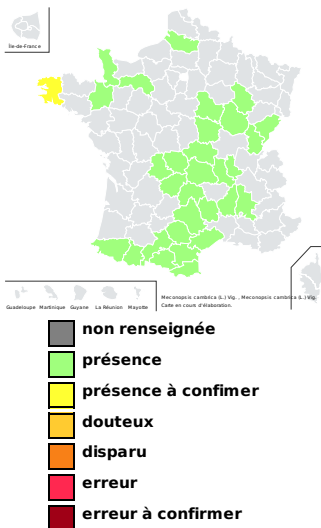 Île-de-France
Guadeloupe Martinique Guyane La Réunion Mayotte
Meconopsis cambrica (L.) Vig. , Meconopsis cambrica (L.) Vig.
Carte en cours d'élaboration.
non renseignée
présence
présence à confimer
douteux
disparu
erreur
erreur à confirmer